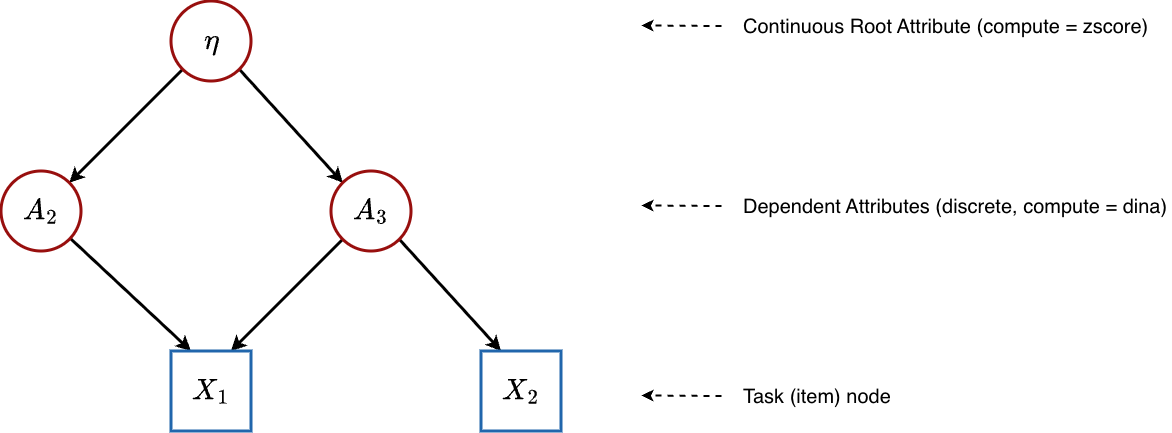 η
Continuous Root Attribute (compute = zscore)
A₂
A₃
Dependent Attributes (discrete, compute = dina)
X₁
X₂
Task (item) node